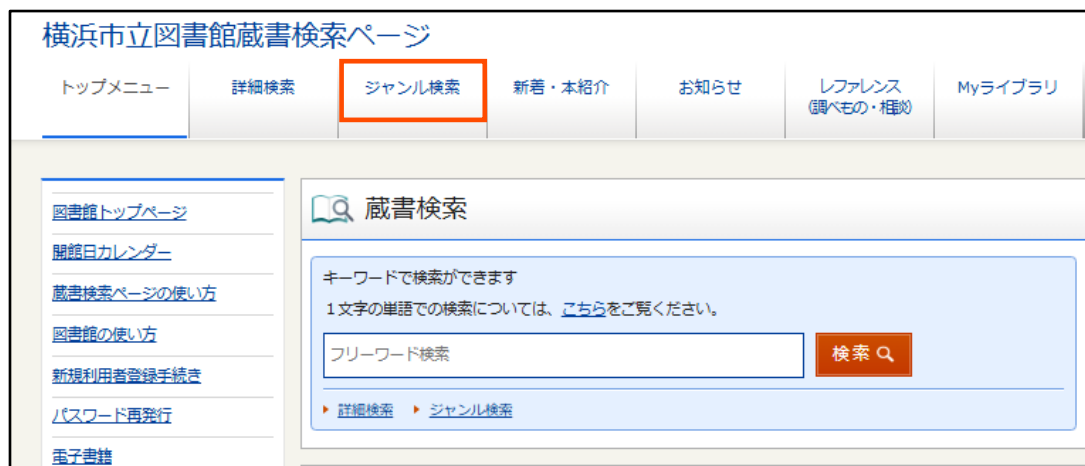 横浜市立図書館蔵書検索ページ
トップメニュー
詳細検索
ジャンル検索
新着・本紹介
お知らせ
レファレンス
(調べもの・相談)
Myライブラリ
図書館トップページ
開館日カレンダー
蔵書検索ページの使い方
図書館の使い方
新規利用者登録手続き
パスワード再発行
電子書籍
蔵書検索
キーワードで検索ができます
１文字の単語での検索については、こちらをご覧ください。
フリーワード検索
検索
詳細検索
ジャンル検索